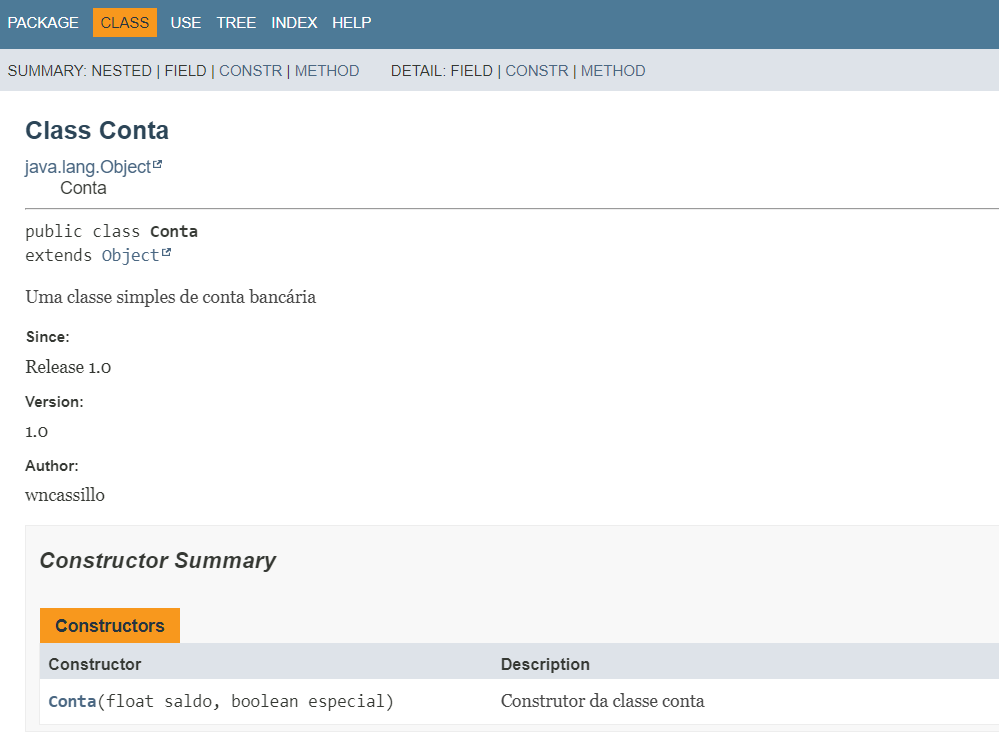 PACKAGE CLASS USE TREE INDEX HELP
SUMMARY: NESTED | FIELD | CONSTR | METHOD DETAIL: FIELD | CONSTR | METHOD
Class Conta
java.lang.Object
Conta
public class Conta
extends Object
Uma classe simples de conta bancária
Since:
Release 1.0
Version:
1.0
Author:
wncassillo
Constructor Summary
Constructors
Constructor Description
Conta(float saldo, boolean especial) Construtor da classe conta